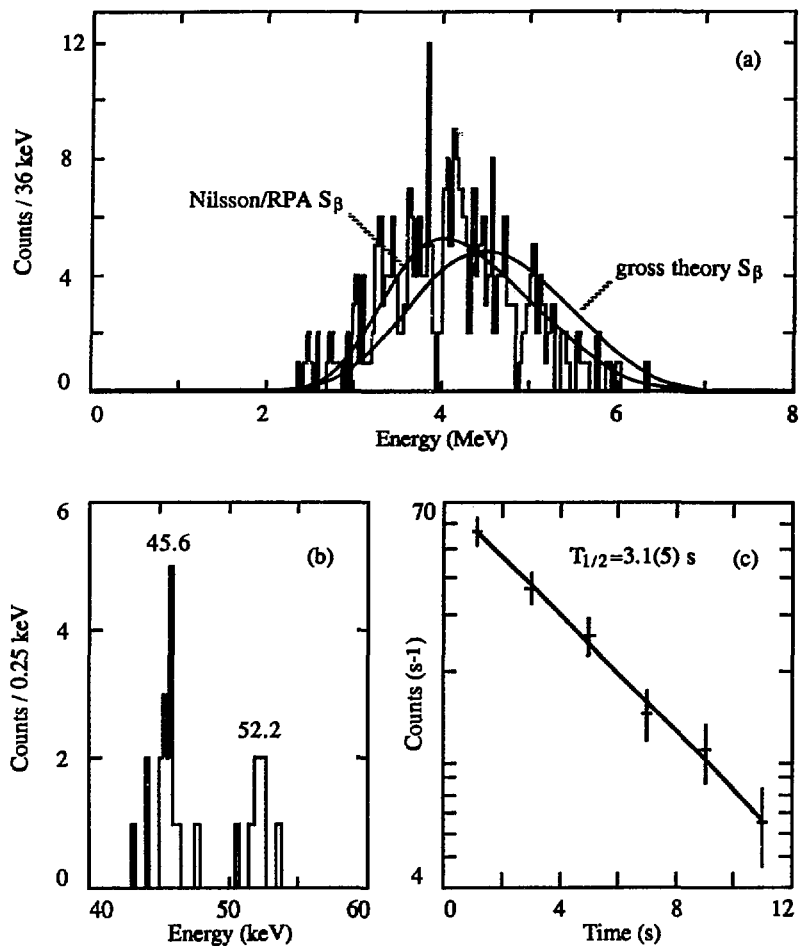 12
(a)
8
Counts / 36 keV
Nilsson/RPA Sβ
4
gross theory Sβ
0
0 2 4 6 8
Energy (MeV)
6
45.6
(b)
4
Counts / 0.25 keV
52.2
2
0
40 50 60
Energy (keV)
70
T1/2=3.1(5) s
(c)
Counts (s-1)
4
0 4 8 12
Time (s)